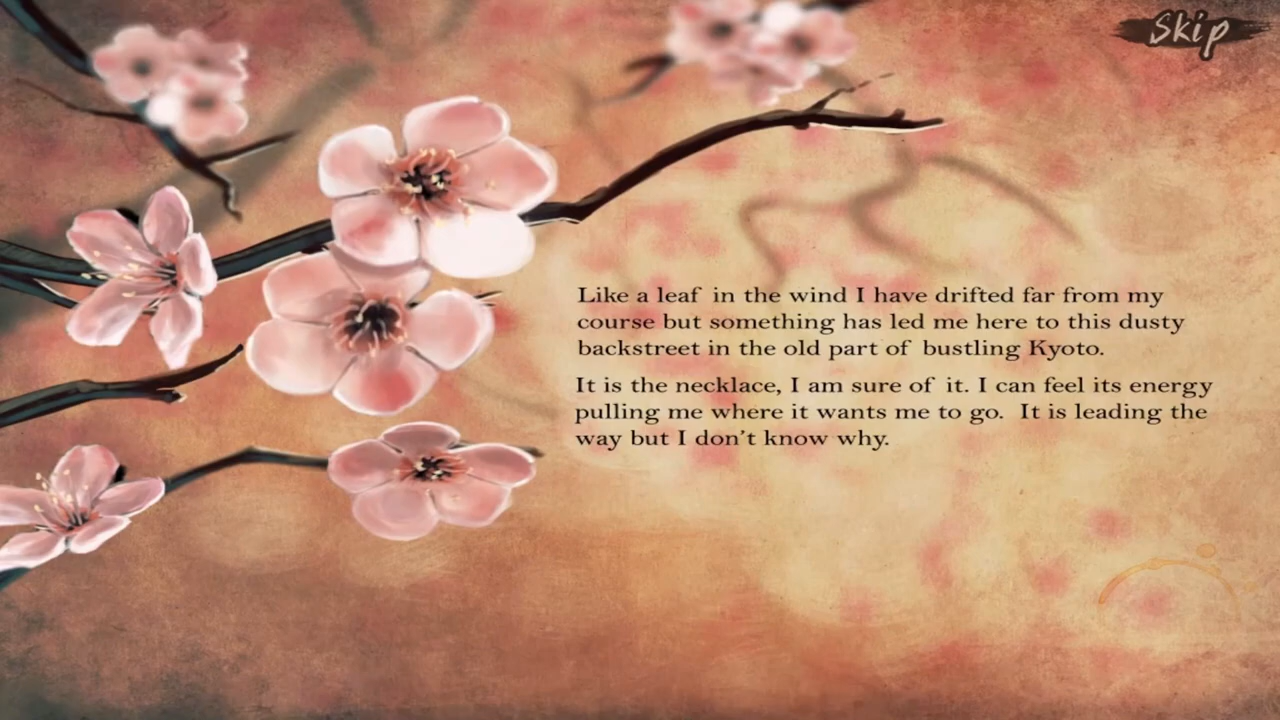 Skip
Like a leaf in the wind I have drifted far from my
course but something has led me here to this dusty
backstreet in the old part of bustling Kyoto.
It is the necklace, I am sure of it. I can feel its energy
pulling me where it wants me to go. It is leading the
way but I don't know why.